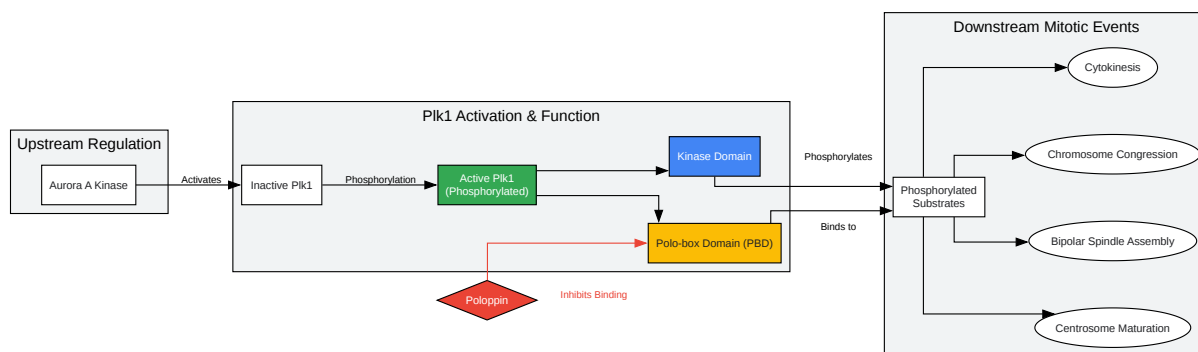 Downstream Mitotic Events
Cytokinesis
Plk1 Activation & Function
Upstream Regulation
Kinase Domain
Phosphorylates
Chromosome Congression
Aurora A Kinase
Activates
Inactive Plk1
Phosphorylation
Active Plk1
(Phosphorylated)
Phosphorylated
Substrates
Polo-box Domain (PBD)
Binds to
Bipolar Spindle Assembly
Poloppin
Inhibits Binding
Centrosome Maturation